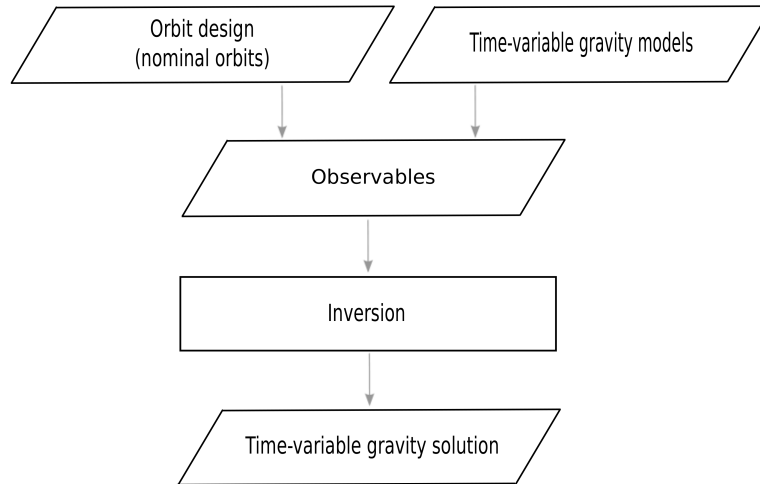 Orbit design
(nominal orbits)
Time-variable gravity models
Observables
Inversion
Time-variable gravity solution